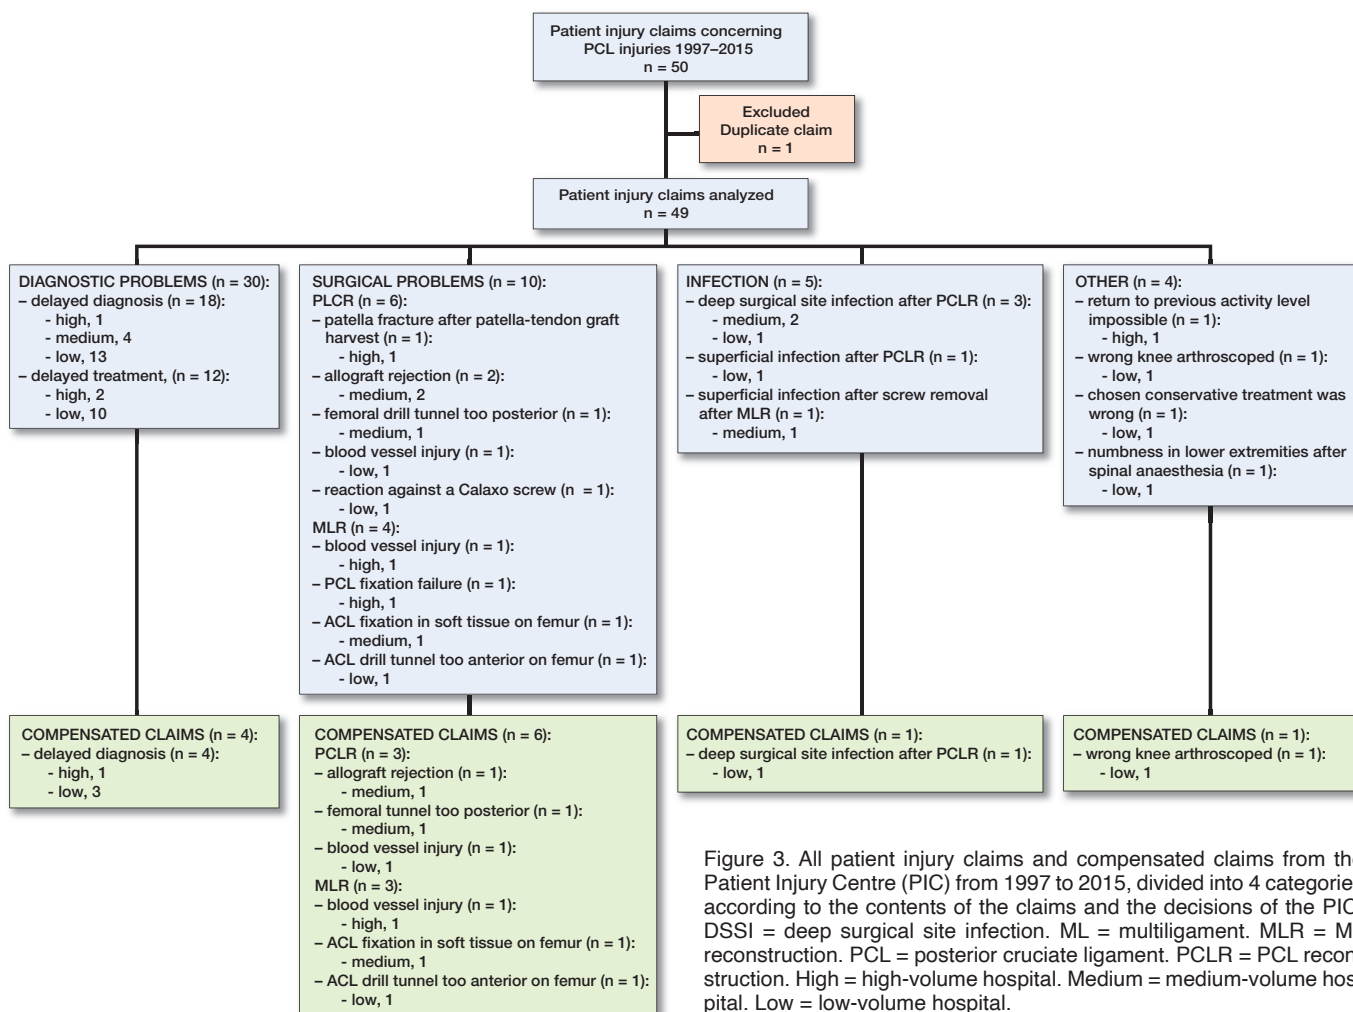 Patient injury claims concerning
PCL injuries 1997–2015
n = 50
Excluded
Duplicate claim
n = 1
Patient injury claims analyzed
n = 49
DIAGNOSTIC PROBLEMS (n = 30):
– delayed diagnosis (n = 18):
- high, 1
- medium, 4
- low, 13
– delayed treatment, (n = 12):
- high, 2
- low, 10
SURGICAL PROBLEMS (n = 10):
PLCR (n = 6):
– patella fracture after patella-tendon graft
harvest (n = 1):
- high, 1
– allograft rejection (n = 2):
- medium, 2
– femoral drill tunnel too posterior (n = 1):
- medium, 1
– blood vessel injury (n = 1):
- low, 1
– reaction against a Calaxo screw (n = 1):
- low, 1
MLR (n = 4):
– blood vessel injury (n = 1):
- high, 1
– PCL fixation failure (n = 1):
- high, 1
– ACL fixation in soft tissue on femur (n = 1):
- medium, 1
– ACL drill tunnel too anterior on femur (n = 1):
- low, 1
INFECTION (n = 5):
– deep surgical site infection after PCLR (n = 3):
- medium, 2
- low, 1
– superficial infection after PCLR (n = 1):
- low, 1
– superficial infection after screw removal
after MLR (n = 1):
- medium, 1
OTHER (n = 4):
– return to previous activity level
impossible (n = 1):
- high, 1
– wrong knee arthroscoped (n = 1):
- low, 1
– chosen conservative treatment was
wrong (n = 1):
- low, 1
– numbness in lower extremities after
spinal anaesthesia (n = 1):
- low, 1
COMPENSATED CLAIMS (n = 4):
– delayed diagnosis (n = 4):
- high, 1
- low, 3
COMPENSATED CLAIMS (n = 6):
PCLR (n = 3):
– allograft rejection (n = 1):
- medium, 1
– femoral tunnel too posterior (n = 1):
- medium, 1
– blood vessel injury (n = 1):
- low, 1
MLR (n = 3):
– blood vessel injury (n = 1):
- high, 1
– ACL fixation in soft tissue on femur (n = 1):
- medium, 1
– ACL drill tunnel too anterior on femur (n = 1):
- low, 1
COMPENSATED CLAIMS (n = 1):
– deep surgical site infection after PCLR (n = 1):
- low, 1
COMPENSATED CLAIMS (n = 1):
– wrong knee arthroscoped (n = 1):
- low, 1
Figure 3. All patient injury claims and compensated claims from the
Patient Injury Centre (PIC) from 1997 to 2015, divided into 4 categorie
according to the contents of the claims and the decisions of the PIC
DSSI = deep surgical site infection. ML = multiligament. MLR = M
reconstruction. PCL = posterior cruciate ligament. PCLR = PCL recon
struction. High = high-volume hospital. Medium = medium-volume hos
pital. Low = low-volume hospital.